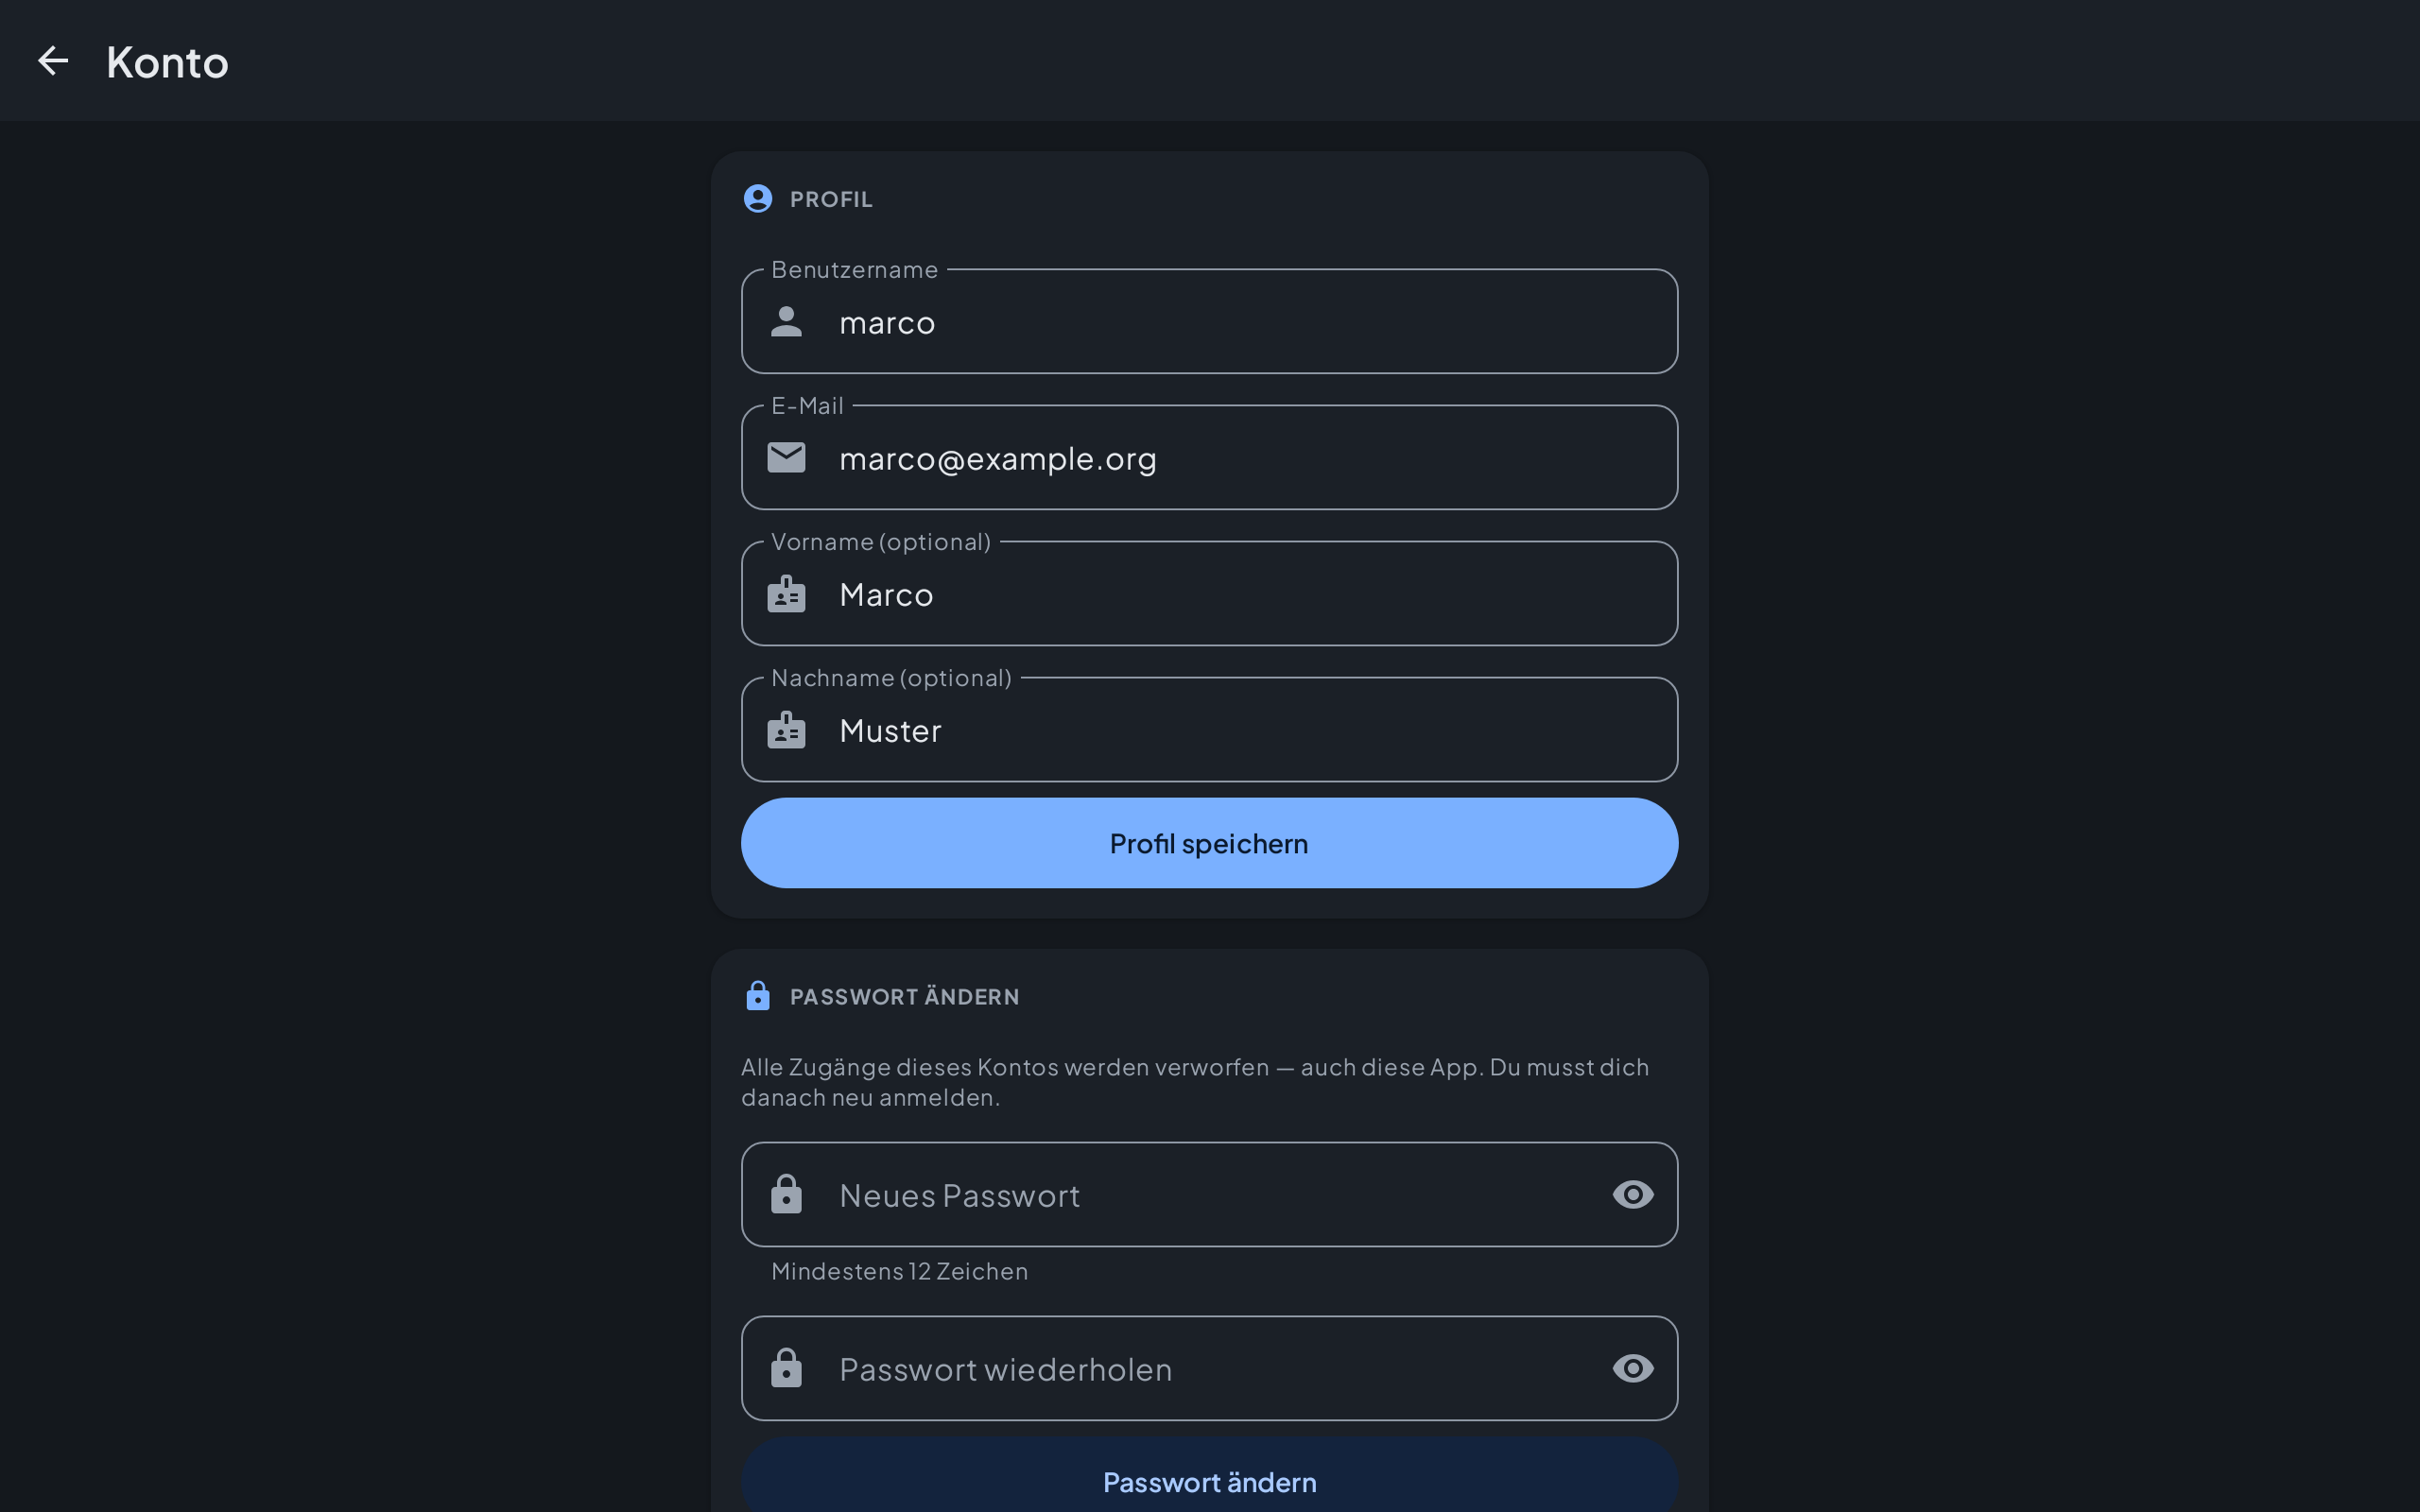 Konto
PROFIL
Benutzername
marco
E-Mail
marco@example.org
Vorname (optional)
Marco
Nachname (optional)
Muster
Profil speichern
PASSWORT ÄNDERN
Alle Zugänge dieses Kontos werden verworfen — auch diese App. Du musst dich
danach neu anmelden.
Neues Passwort
Mindestens 12 Zeichen
Passwort wiederholen
Passwort ändern